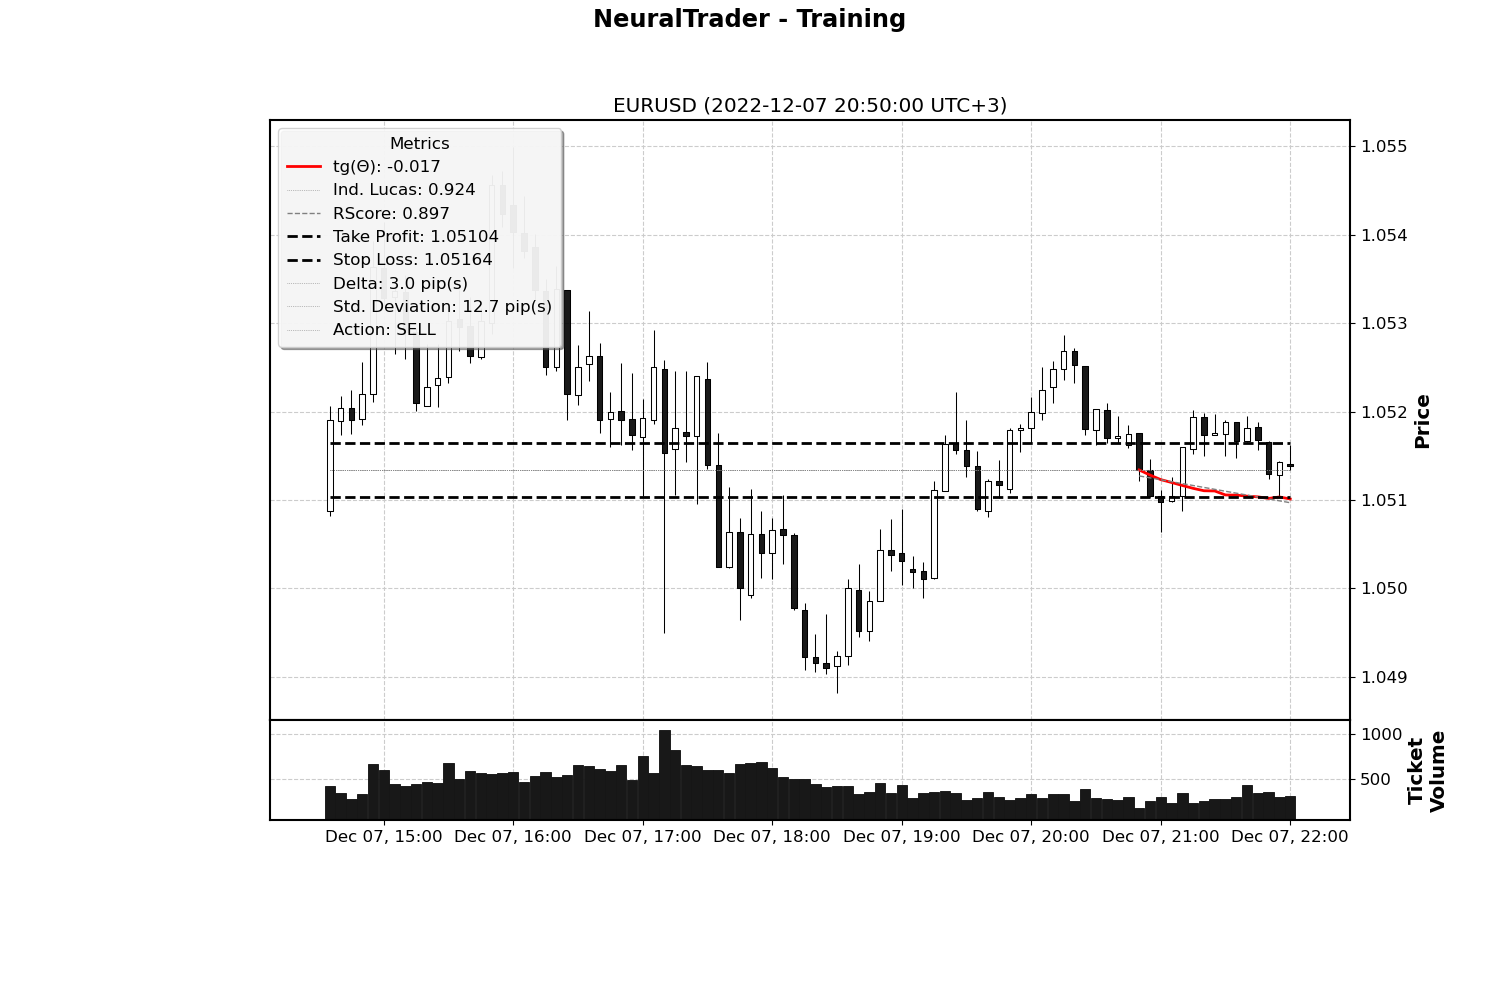 NeuralTrader - Training
EURUSD (2022-12-07 20:50:00 UTC+3)
Metrics
tg(Θ): -0.017
Ind. Lucas: 0.924
RScore: 0.897
Take Profit: 1.05104
Stop Loss: 1.05164
Delta: 3.0 pip(s)
Std. Deviation: 12.7 pip(s)
Action: SELL
1.055
1.054
1.053
1.052
1.051
1.050
1.049
Price
1000
500
Ticket
Volume
Dec 07, 15:00
Dec 07, 16:00
Dec 07, 17:00
Dec 07, 18:00
Dec 07, 19:00
Dec 07, 20:00
Dec 07, 21:00
Dec 07, 22:00